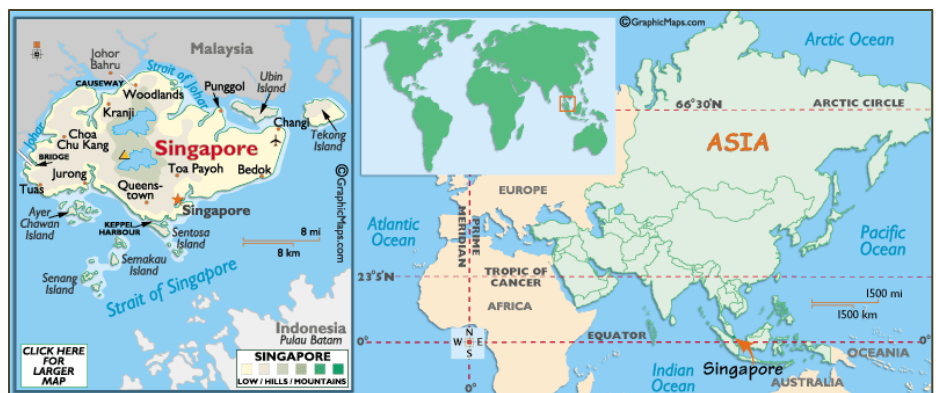 Malaysia
Johor
Bahru
CAUSEWAY
Woodlands
Strait of Johor
Punggol
Ubin
Island
Kranji
Changi
Tekong
Island
Johor
Choa
Chu Kang
Singapore
BRIDGE
Jurong
Toa Payoh
Bedok
Tuas
Queens-
town
Singapore
Ayer
Chawan
Island
KEPPEL
HARBOUR
Sentosa
Island
8 mi
8 km
Semakau
Island
Senang
Island
Strait of Singapore
Indonesia
Pulau Batam
CLICK HERE
FOR
LARGER
MAP
SINGAPORE
LOW / HILLS / MOUNTAINS
©GraphicMaps.com
©GraphicMaps.com
Arctic Ocean
66°30'N
ARCTIC CIRCLE
ASIA
EUROPE
Atlantic
Ocean
PRIME
MERIDIAN
Pacific
Ocean
23°5'N
TROPIC OF
CANCER
AFRICA
1500 mi
1500 km
EQUATOR
N
W E
S
0°
0°
OCEANIA
Singapore
Indian
Ocean
AUSTRALIA
0°